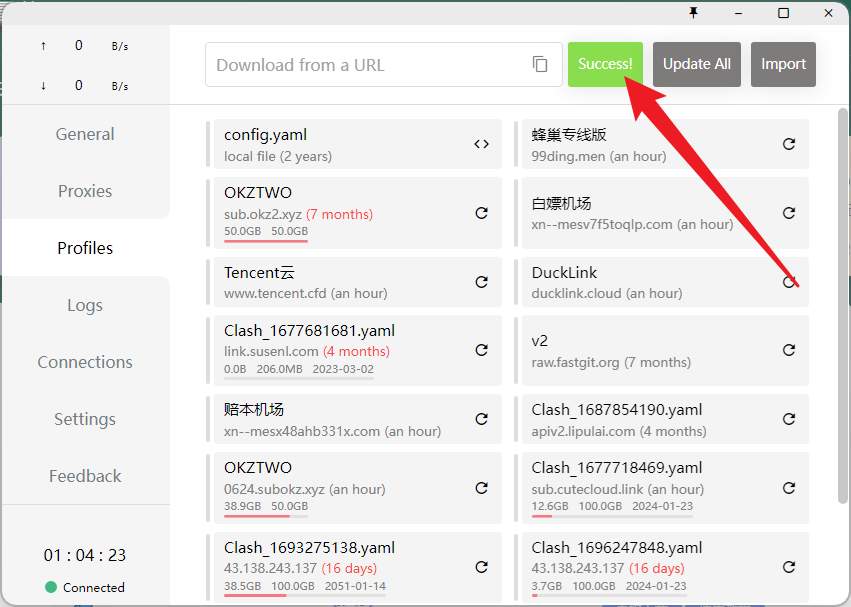 ↑ 0 B/s
↓ 0 B/s
General
Proxies
Profiles
Logs
Connections
Settings
Feedback
01 : 04 : 23
Connected
Download from a URL
Success!
Update All
Import
config.yaml
local file (2 years)
蜂巢专线版
99ding.men (an hour)
OKZTWO
sub.okz2.xyz (7 months)
50.0GB 50.0GB
白嫖机场
xn--mesv7f5toqlp.com (an hour)
Tencent云
www.tencent.cfd (an hour)
DuckLink
ducklink.cloud (an hour)
Clash_1677681681.yaml
link.susenl.com (4 months)
0.0B 206.0MB 2023-03-02
v2
raw.fastgit.org (7 months)
赔本机场
xn--mesx48ahb331x.com (an hour)
Clash_1687854190.yaml
apiv2.lipulai.com (4 months)
OKZTWO
0624.subokz.xyz (an hour)
38.9GB 50.0GB
Clash_1677718469.yaml
sub.cutecloud.link (an hour)
12.6GB 100.0GB 2024-01-23
Clash_1693275138.yaml
43.138.243.137 (16 days)
38.5GB 100.0GB 2051-01-14
Clash_1696247848.yaml
43.138.243.137 (16 days)
3.7GB 100.0GB 2024-01-23